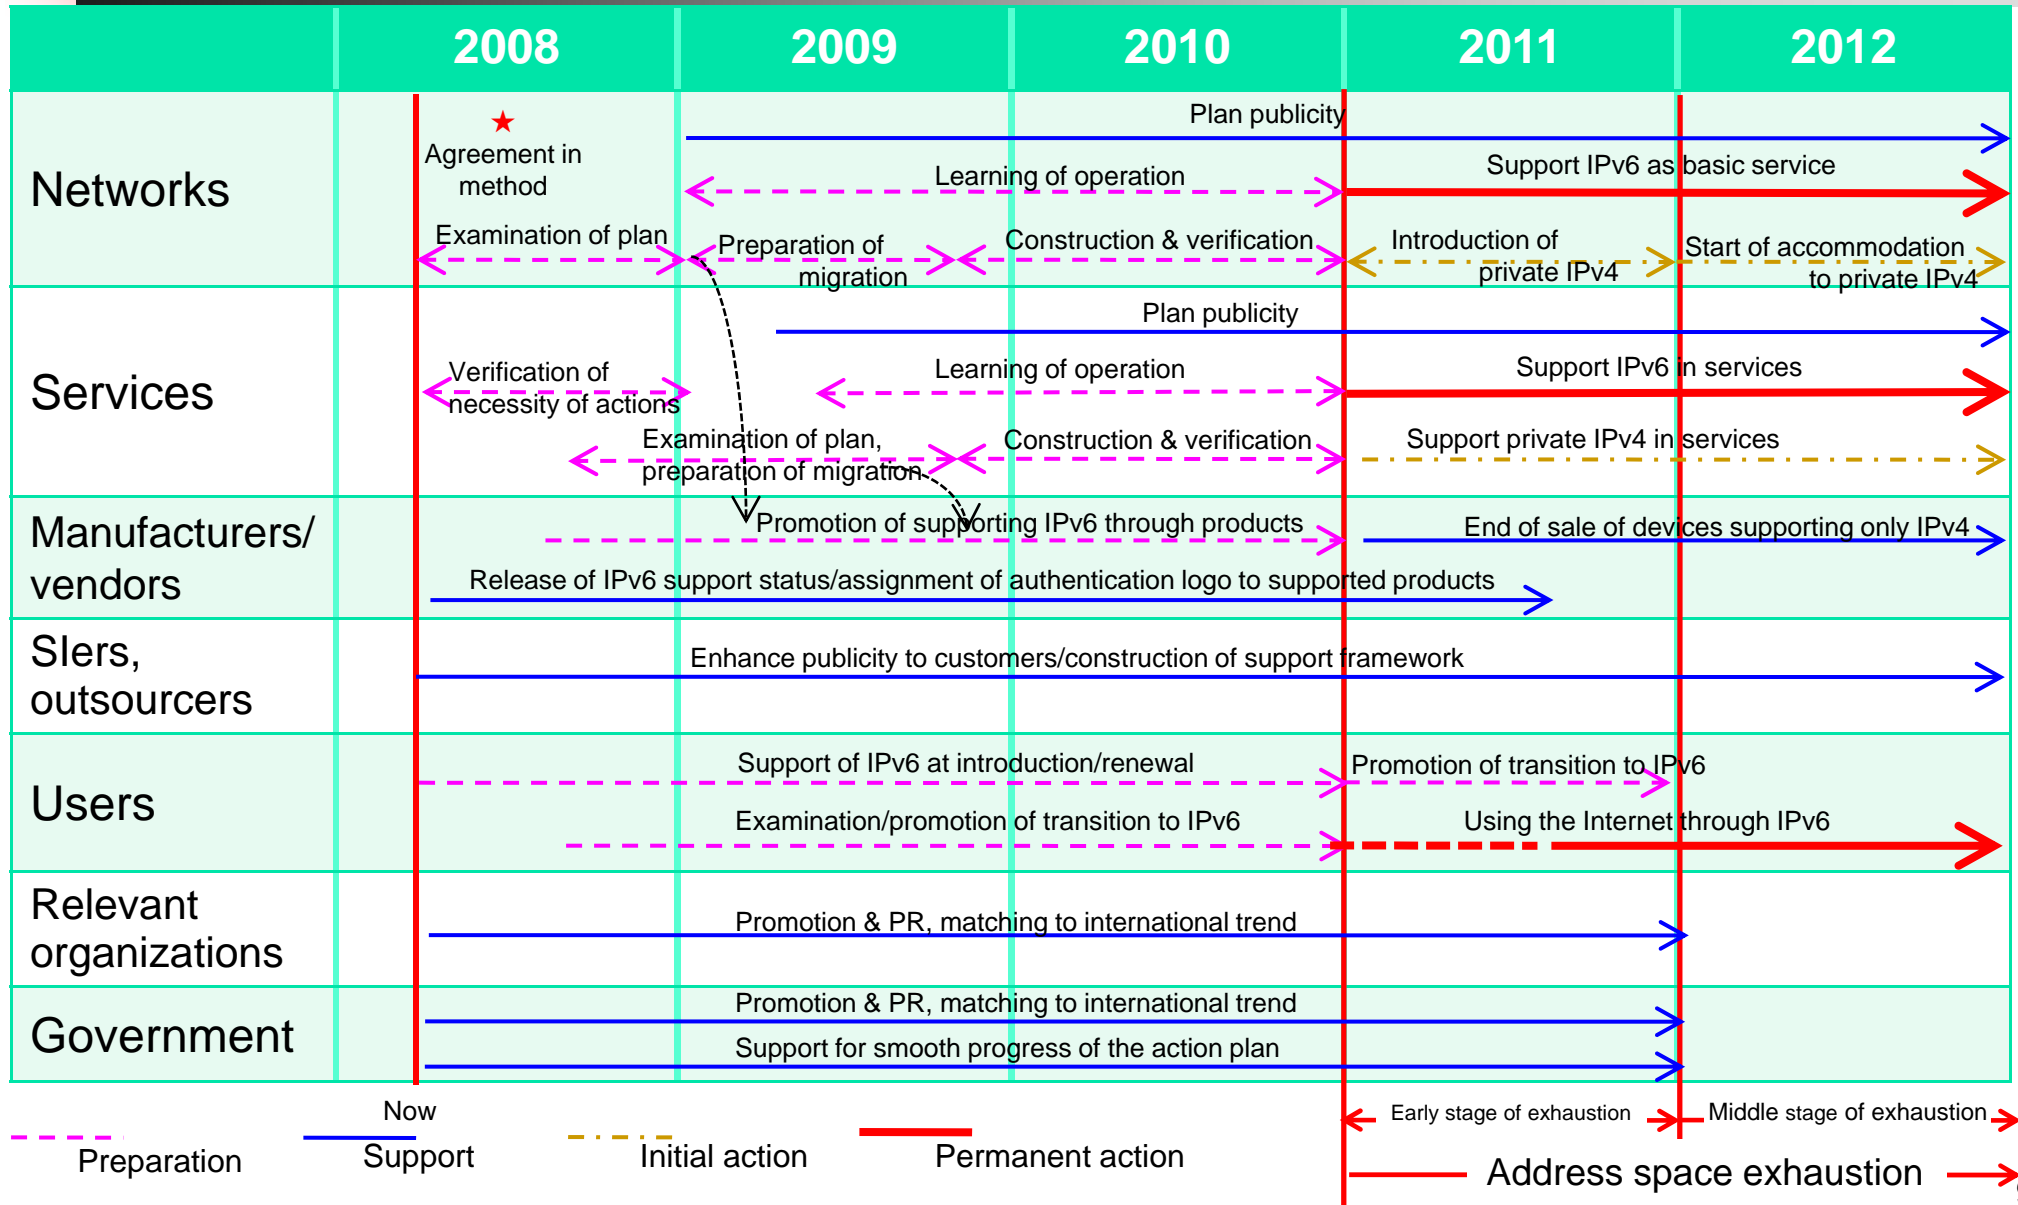 2008 2009 2010 2011 2012
Networks
Plan publicity
Agreement in
method
Learning of operation
Support IPv6 as basic service
Examination of plan
Preparation of
migration
Construction & verification
Introduction of
private IPv4
Start of accommodation
to private IPv4
Services
Plan publicity
Verification of
necessity of actions
Learning of operation
Support IPv6 in services
Examination of plan,
preparation of migration
Construction & verification
Support private IPv4 in services
Manufacturers/
vendors
Promotion of supporting IPv6 through products
End of sale of devices supporting only IPv4
Release of IPv6 support status/assignment of authentication logo to supported products
SIers,
outsourcers
Enhance publicity to customers/construction of support framework
Users
Support of IPv6 at introduction/renewal
Promotion of transition to IPv6
Examination/promotion of transition to IPv6
Using the Internet through IPv6
Relevant
organizations
Promotion & PR, matching to international trend
Government
Promotion & PR, matching to international trend
Support for smooth progress of the action plan
Now
Early stage of exhaustion
Middle stage of exhaustion
Preparation
Support
Initial action
Permanent action
Address space exhaustion